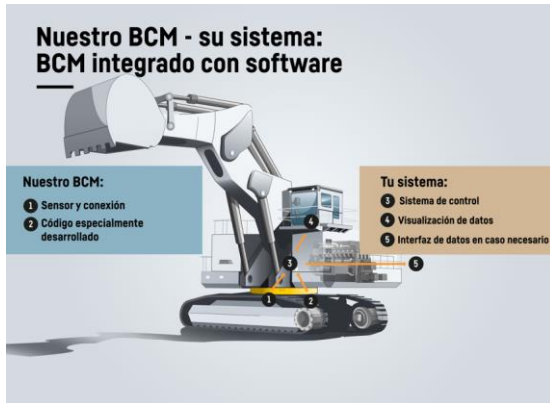 Nuestro BCM - su sistema:
BCM integrado con software
Nuestro BCM:
1 Sensor y conexión
2 Código especialmente
desarrollado
Tu sistema:
3 Sistema de control
4 Visualización de datos
5 Interfaz de datos en caso necesario
4
3
5
1
2